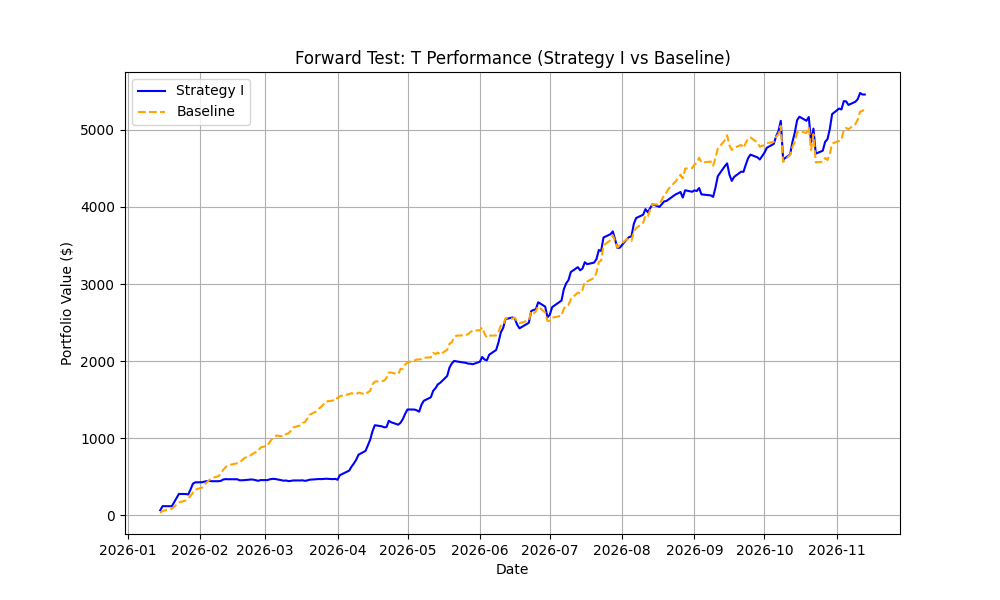 Forward Test: T Performance (Strategy I vs Baseline)
Strategy I
Baseline
Portfolio Value ($)
5000
4000
3000
2000
1000
0
2026-01 2026-02 2026-03 2026-04 2026-05 2026-06 2026-07 2026-08 2026-09 2026-10 2026-11
Date